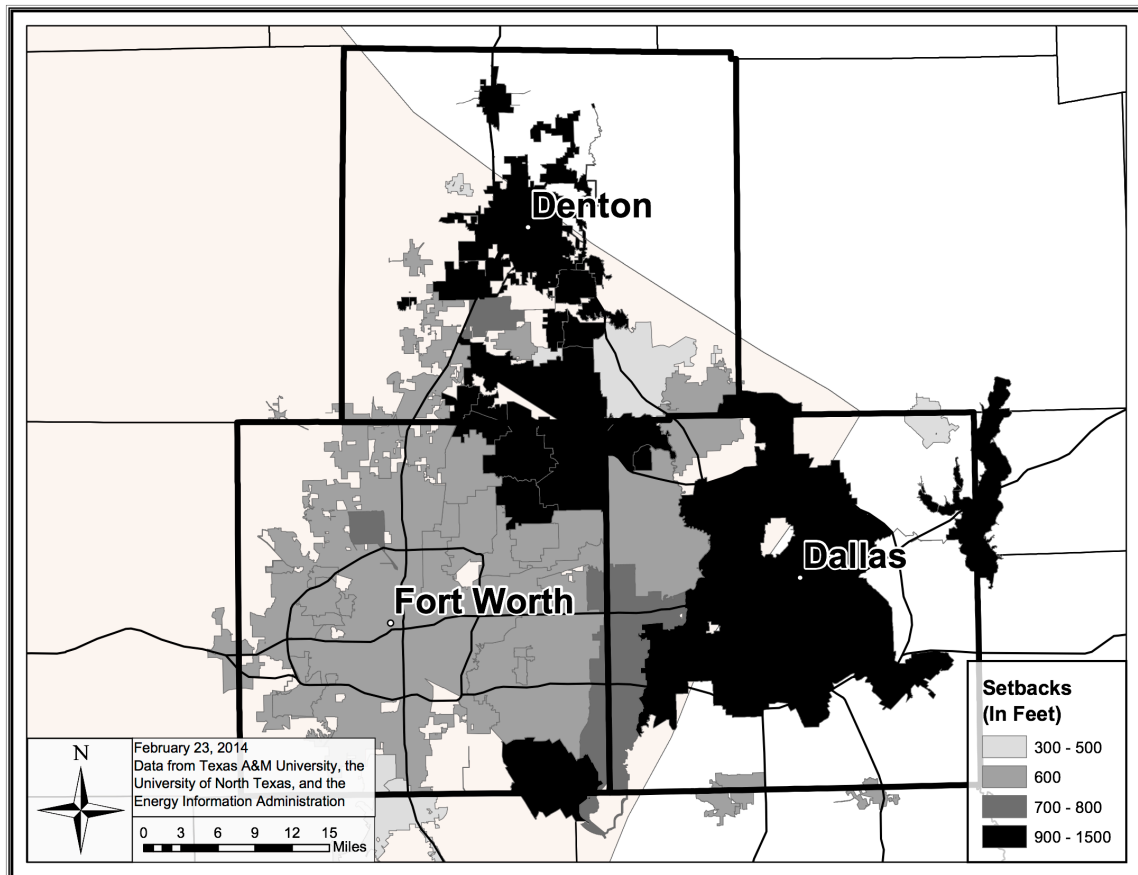 Denton
Dallas
Fort Worth
N
February 23, 2014
Data from Texas A&M University, the
University of North Texas, and the
Energy Information Administration
0 3 6 9 12 15
Miles
Setbacks
(In Feet)
300 - 500
600
700 - 800
900 - 1500